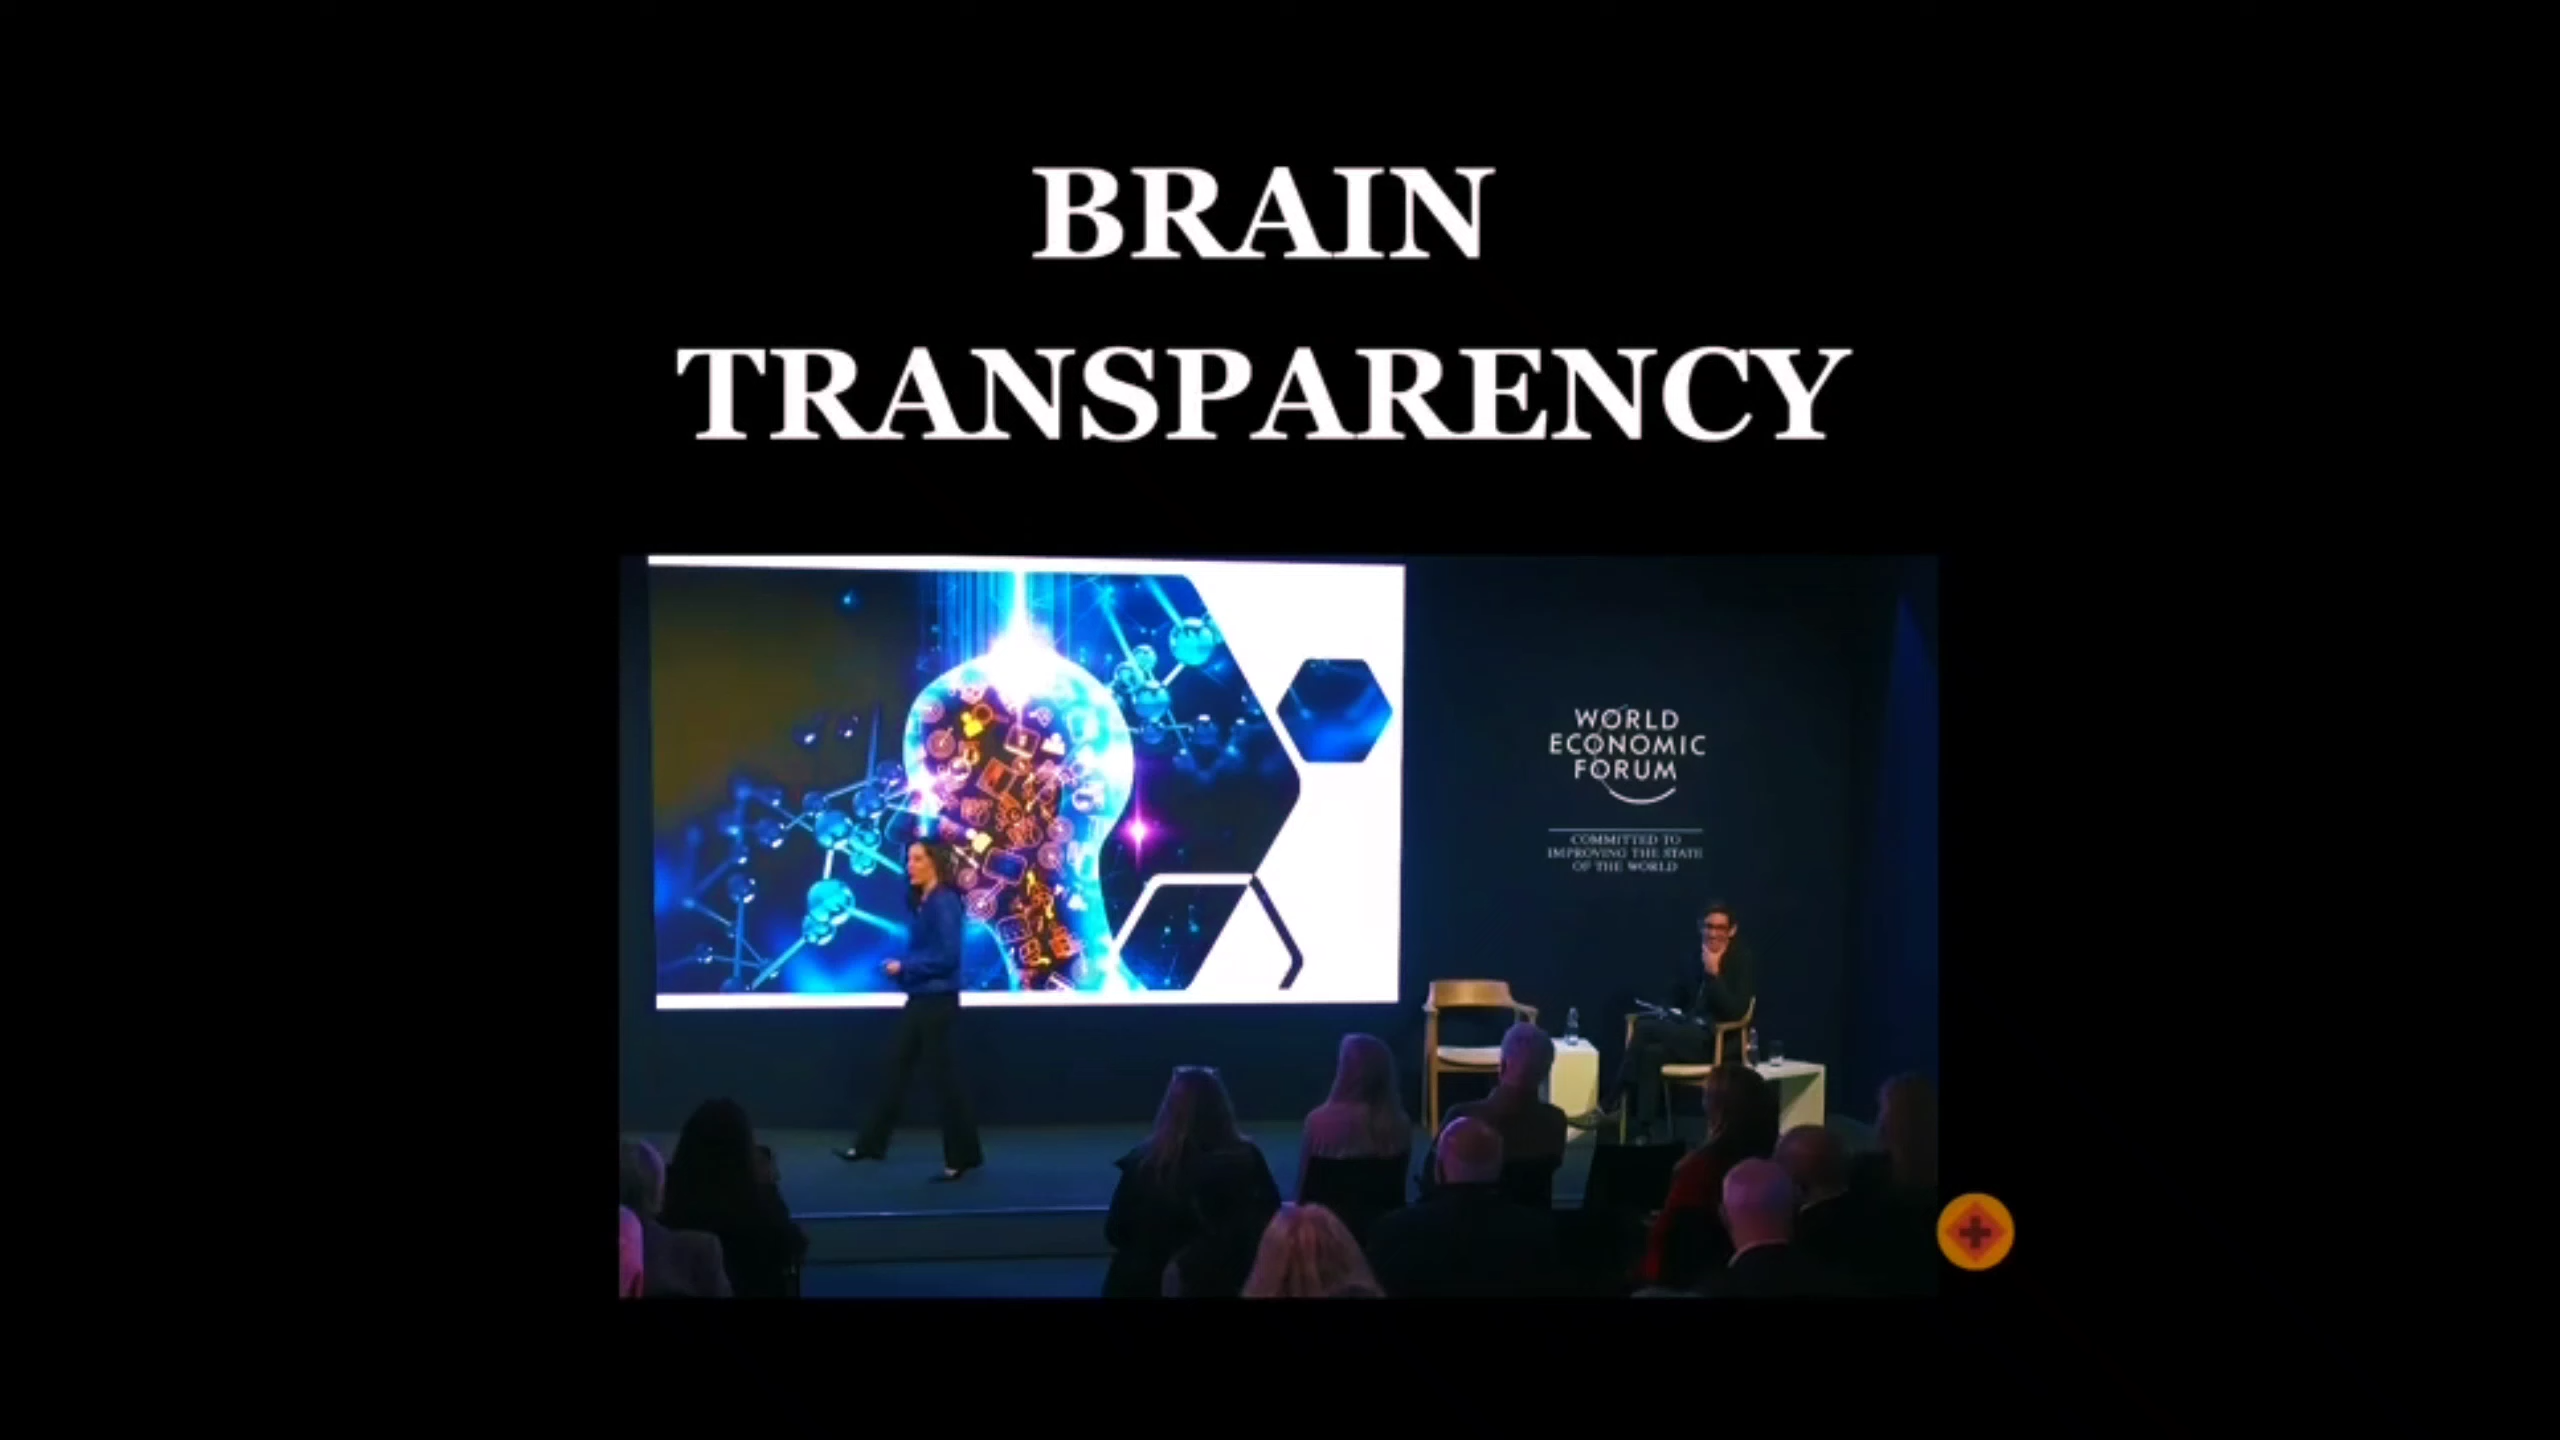 BRAIN
TRANSPARENCY
WORLD
ECONOMIC
FORUM
COMMITTED TO
IMPROVING THE STATE
OF THE WORLD